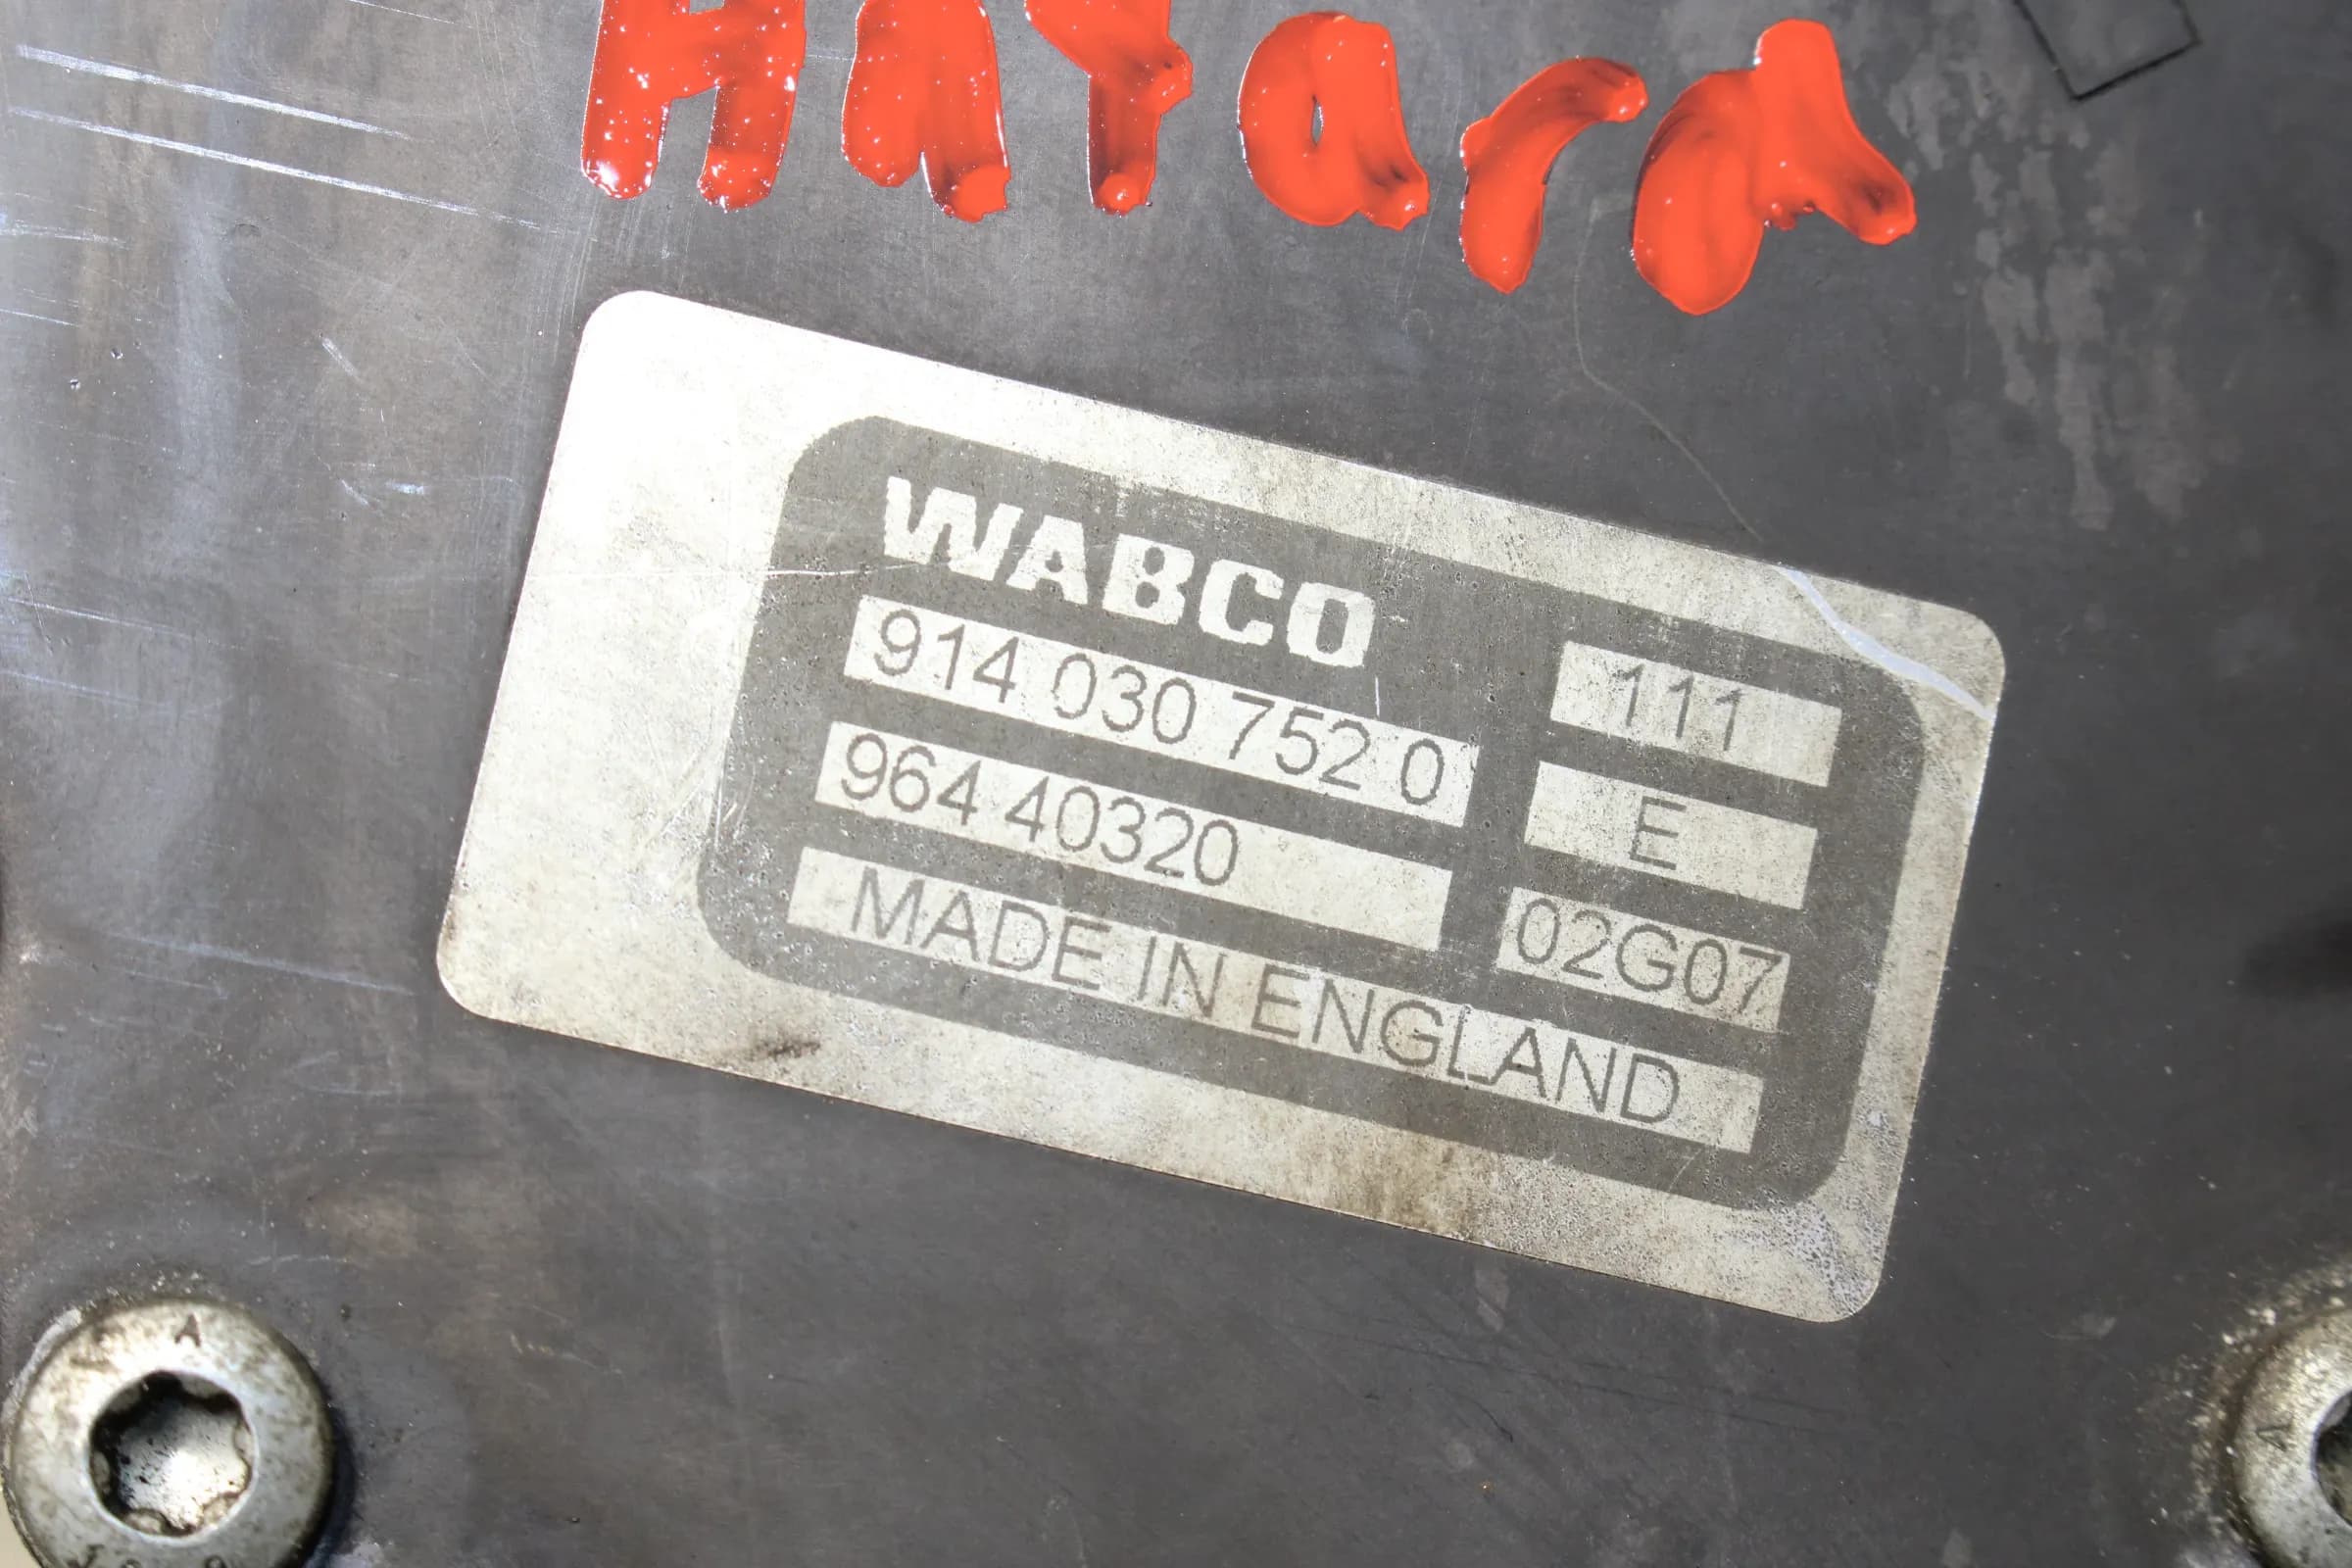 WABCO
914 030 752 0 111
964 40320 E
02G07
MADE IN ENGLAND
A
A